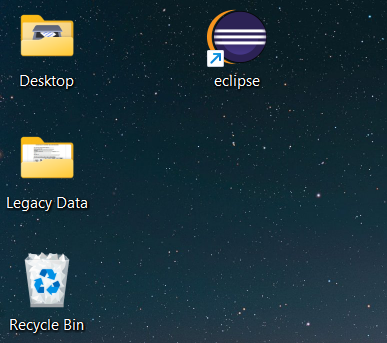 Desktop
eclipse
Legacy Data
Recycle Bin